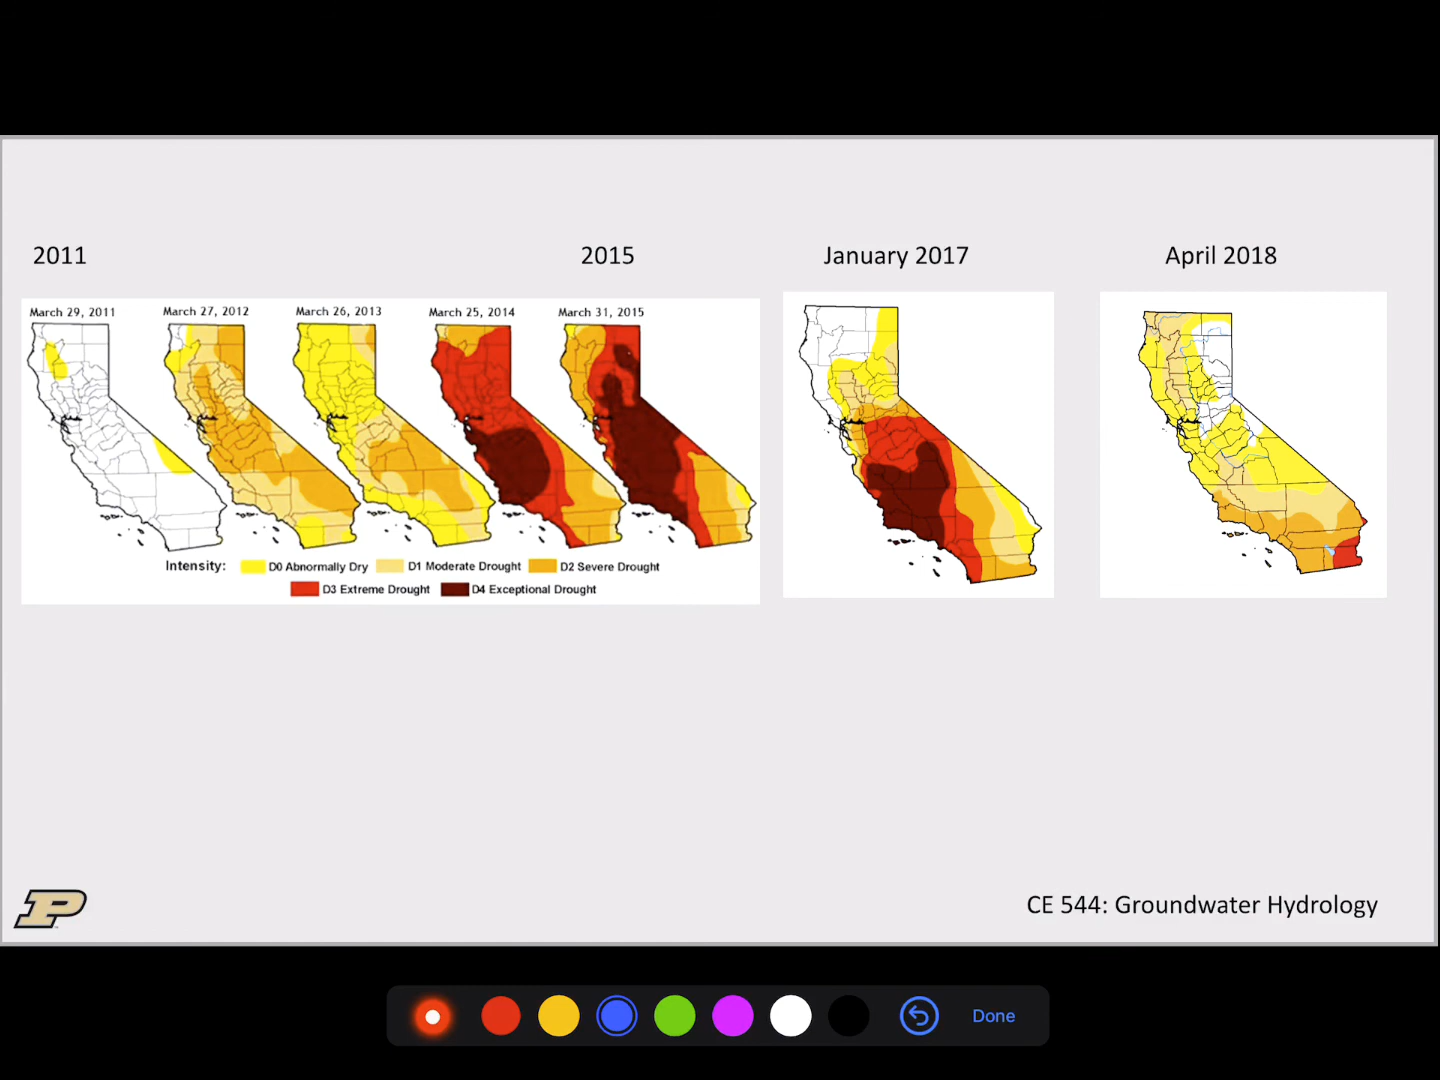 2011
2015
January 2017
April 2018
March 29, 2011
March 27, 2012
March 26, 2013
March 25, 2014
March 31, 2015
Intensity:
D0 Abnormally Dry
D1 Moderate Drought
D2 Severe Drought
D3 Extreme Drought
D4 Exceptional Drought
P
CE 544: Groundwater Hydrology
Done